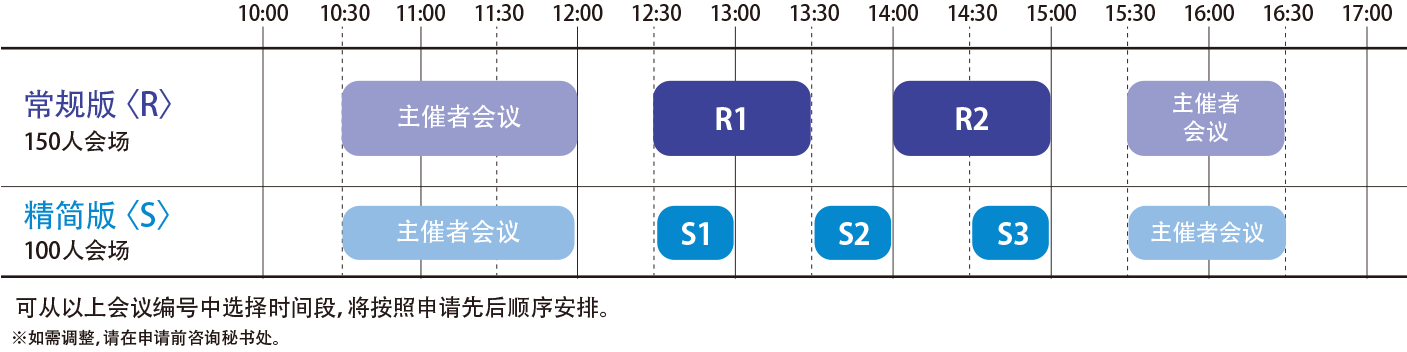 10:00 10:30 11:00 11:30 12:00 12:30 13:00 13:30 14:00 14:30 15:00 15:30 16:00 16:30 17:00
常规版〈R〉
150人会场
主催者会议
R1
R2
主催者
会议
精简版〈S〉
100人会场
主催者会议
S1
S2
S3
主催者会议
可从以上会议编号中选择时间段,将按照申请先后顺序安排。
※如需调整,请在申请前咨询秘书处。